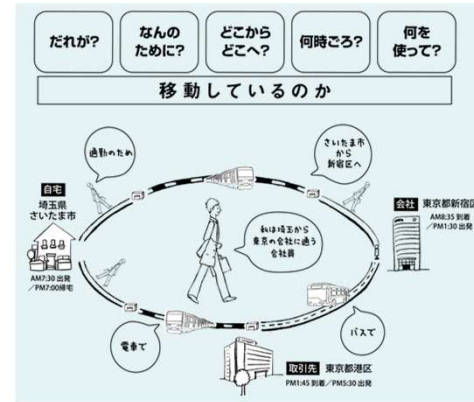 だれが?
なんの
ために?
どこから
どこへ?
何時ごろ?
何を
使って?
移動しているのか
通勤のため
さいたま市
から
新宿区へ
自宅
埼玉県
さいたま市
AM7:30 出発
／PM7:00帰宅
私は埼玉から
東京の会社に通う
会社員
会社 東京都新宿区
AM8:35 到着
／PM1:30 出発
電車で
バスで
取引先 東京都港区
PM1:45 到着／PM5:30 出発